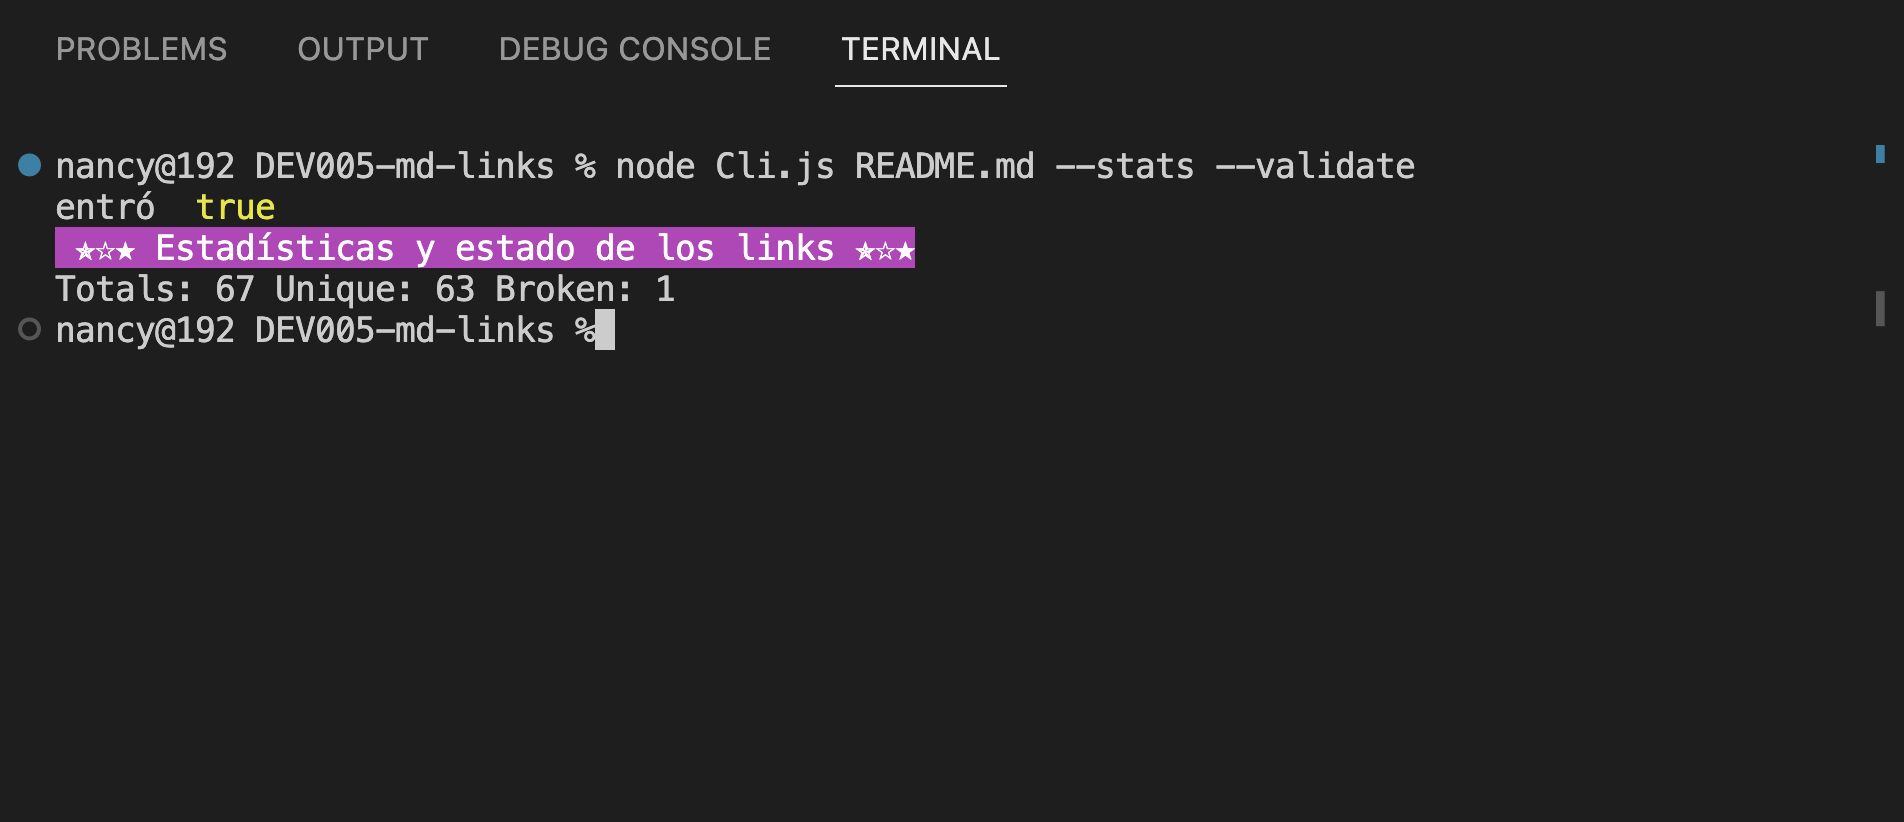 PROBLEMS OUTPUT DEBUG CONSOLE TERMINAL
nancy@192 DEV005-md-links % node Cli.js README.md --stats --validate
entró  true
✯☆★ Estadísticas y estado de los links ✯☆★
Totals: 67 Unique: 63 Broken: 1
nancy@192 DEV005-md-links %